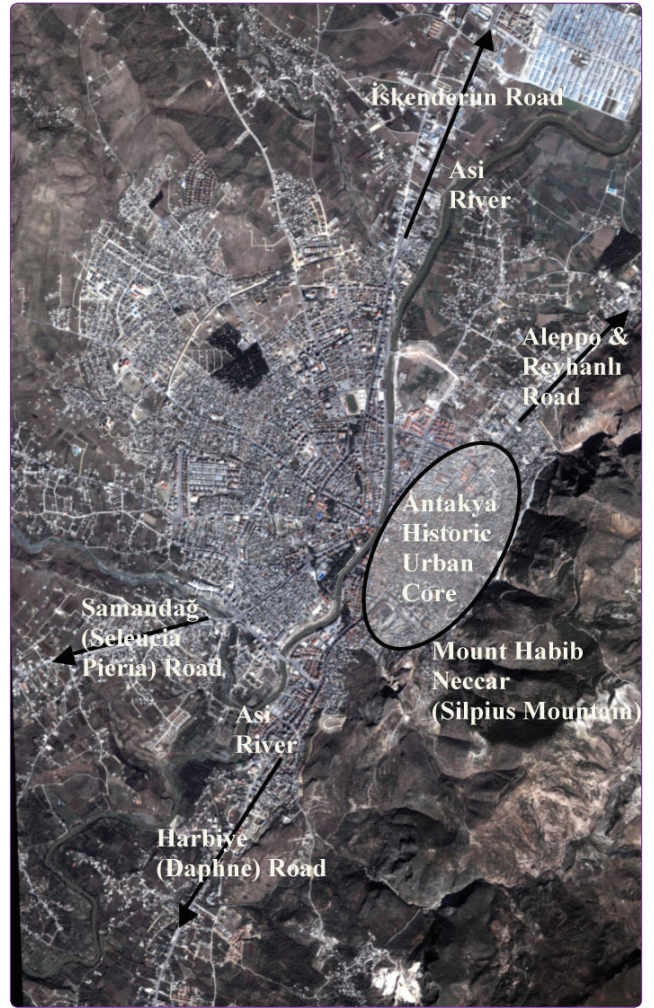 İskenderun Road
Asi
River
Aleppo &
Reyhanlı
Road
Antakya
Historic
Urban
Core
Samandağ
(Seleucia
Pieria) Road
Mount Habib
Neccar
(Silpius Mountain)
Asi
River
Harbiye
(Daphne) Road